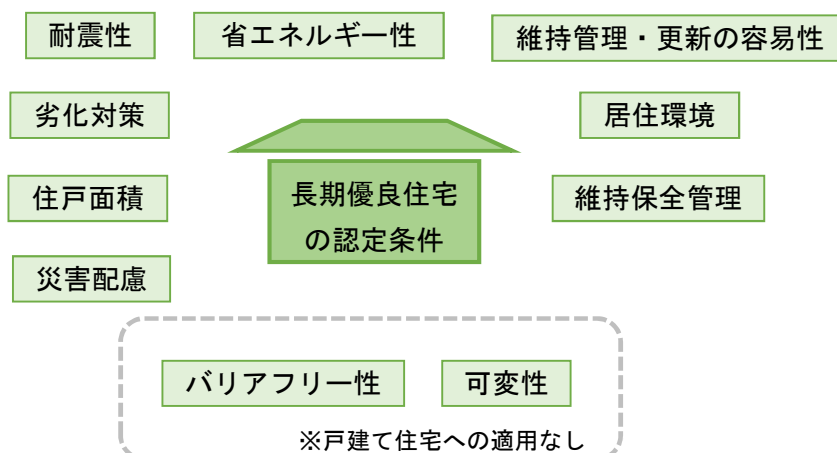 耐震性
省エネルギー性
維持管理・更新の容易性
劣化対策
居住環境
長期優良住宅
の認定条件
住戸面積
維持保全管理
災害配慮
バリアフリー性
可変性
※戸建て住宅への適用なし